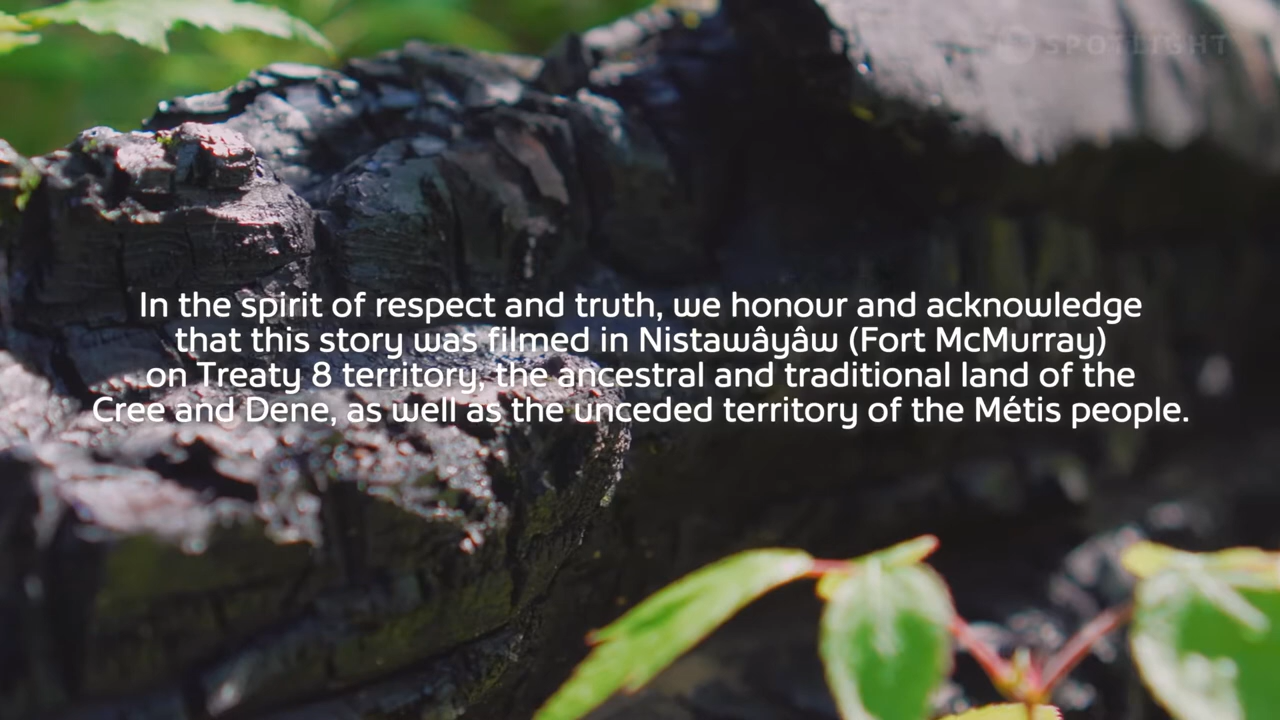 SPOTLIGHT
In the spirit of respect and truth, we honour and acknowledge
that this story was filmed in Nistawâyâw (Fort McMurray)
on Treaty 8 territory, the ancestral and traditional land of the
Cree and Dene, as well as the unceded territory of the Métis people.